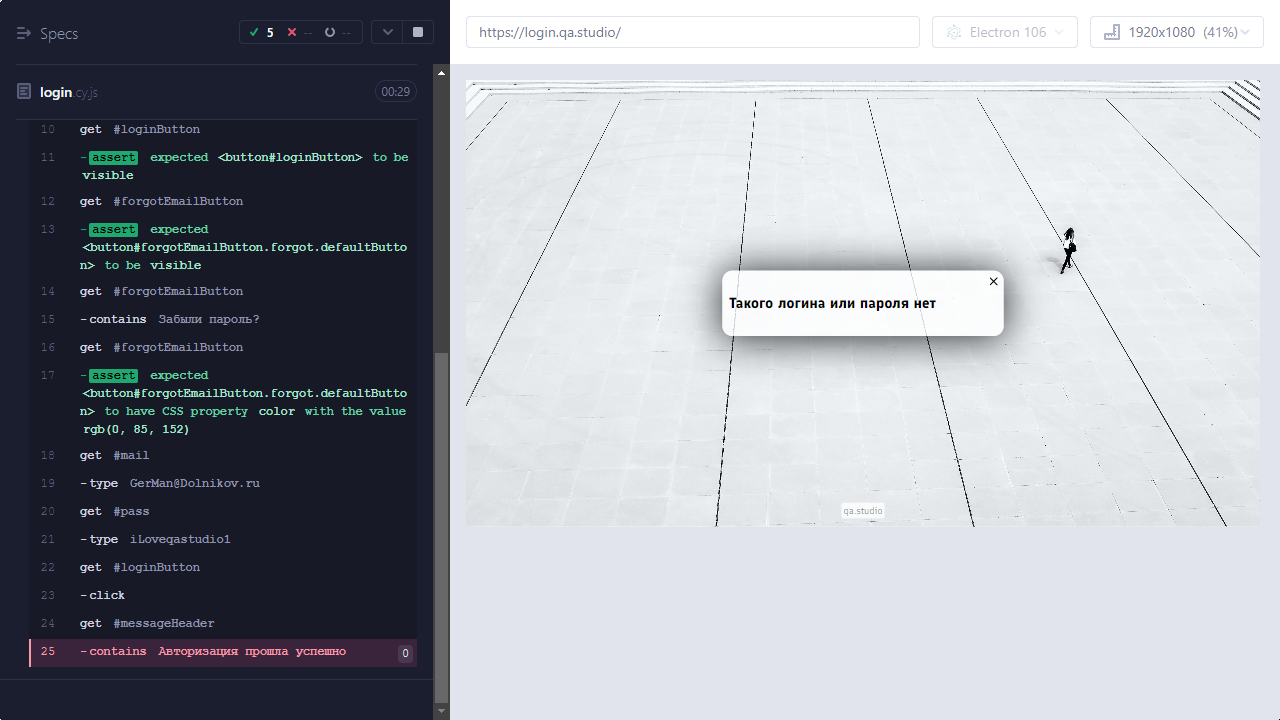 Specs
5
--
--
https://login.qa.studio/
Electron 106
1920x1080 (41%)
login cy.js
00:29
10 get #loginButton
11 -assert expected <button#loginButton> to be
visible
12 get #forgotEmailButton
13 -assert expected
<button#forgotEmailButton.forgot.defaultButto
n> to be visible
14 get #forgotEmailButton
15 -contains Забыли пароль?
16 get #forgotEmailButton
17 -assert expected
<button#forgotEmailButton.forgot.defaultButto
n> to have CSS property color with the value
rgb(0, 85, 152)
18 get #mail
19 -type GerMan@Dolnikov.ru
20 get #pass
21 -type iLoveqastudio1
22 get #loginButton
23 -click
24 get #messageHeader
25 -contains Авторизация прошла успешно 0
Такого логина или пароля нет
qa.studio